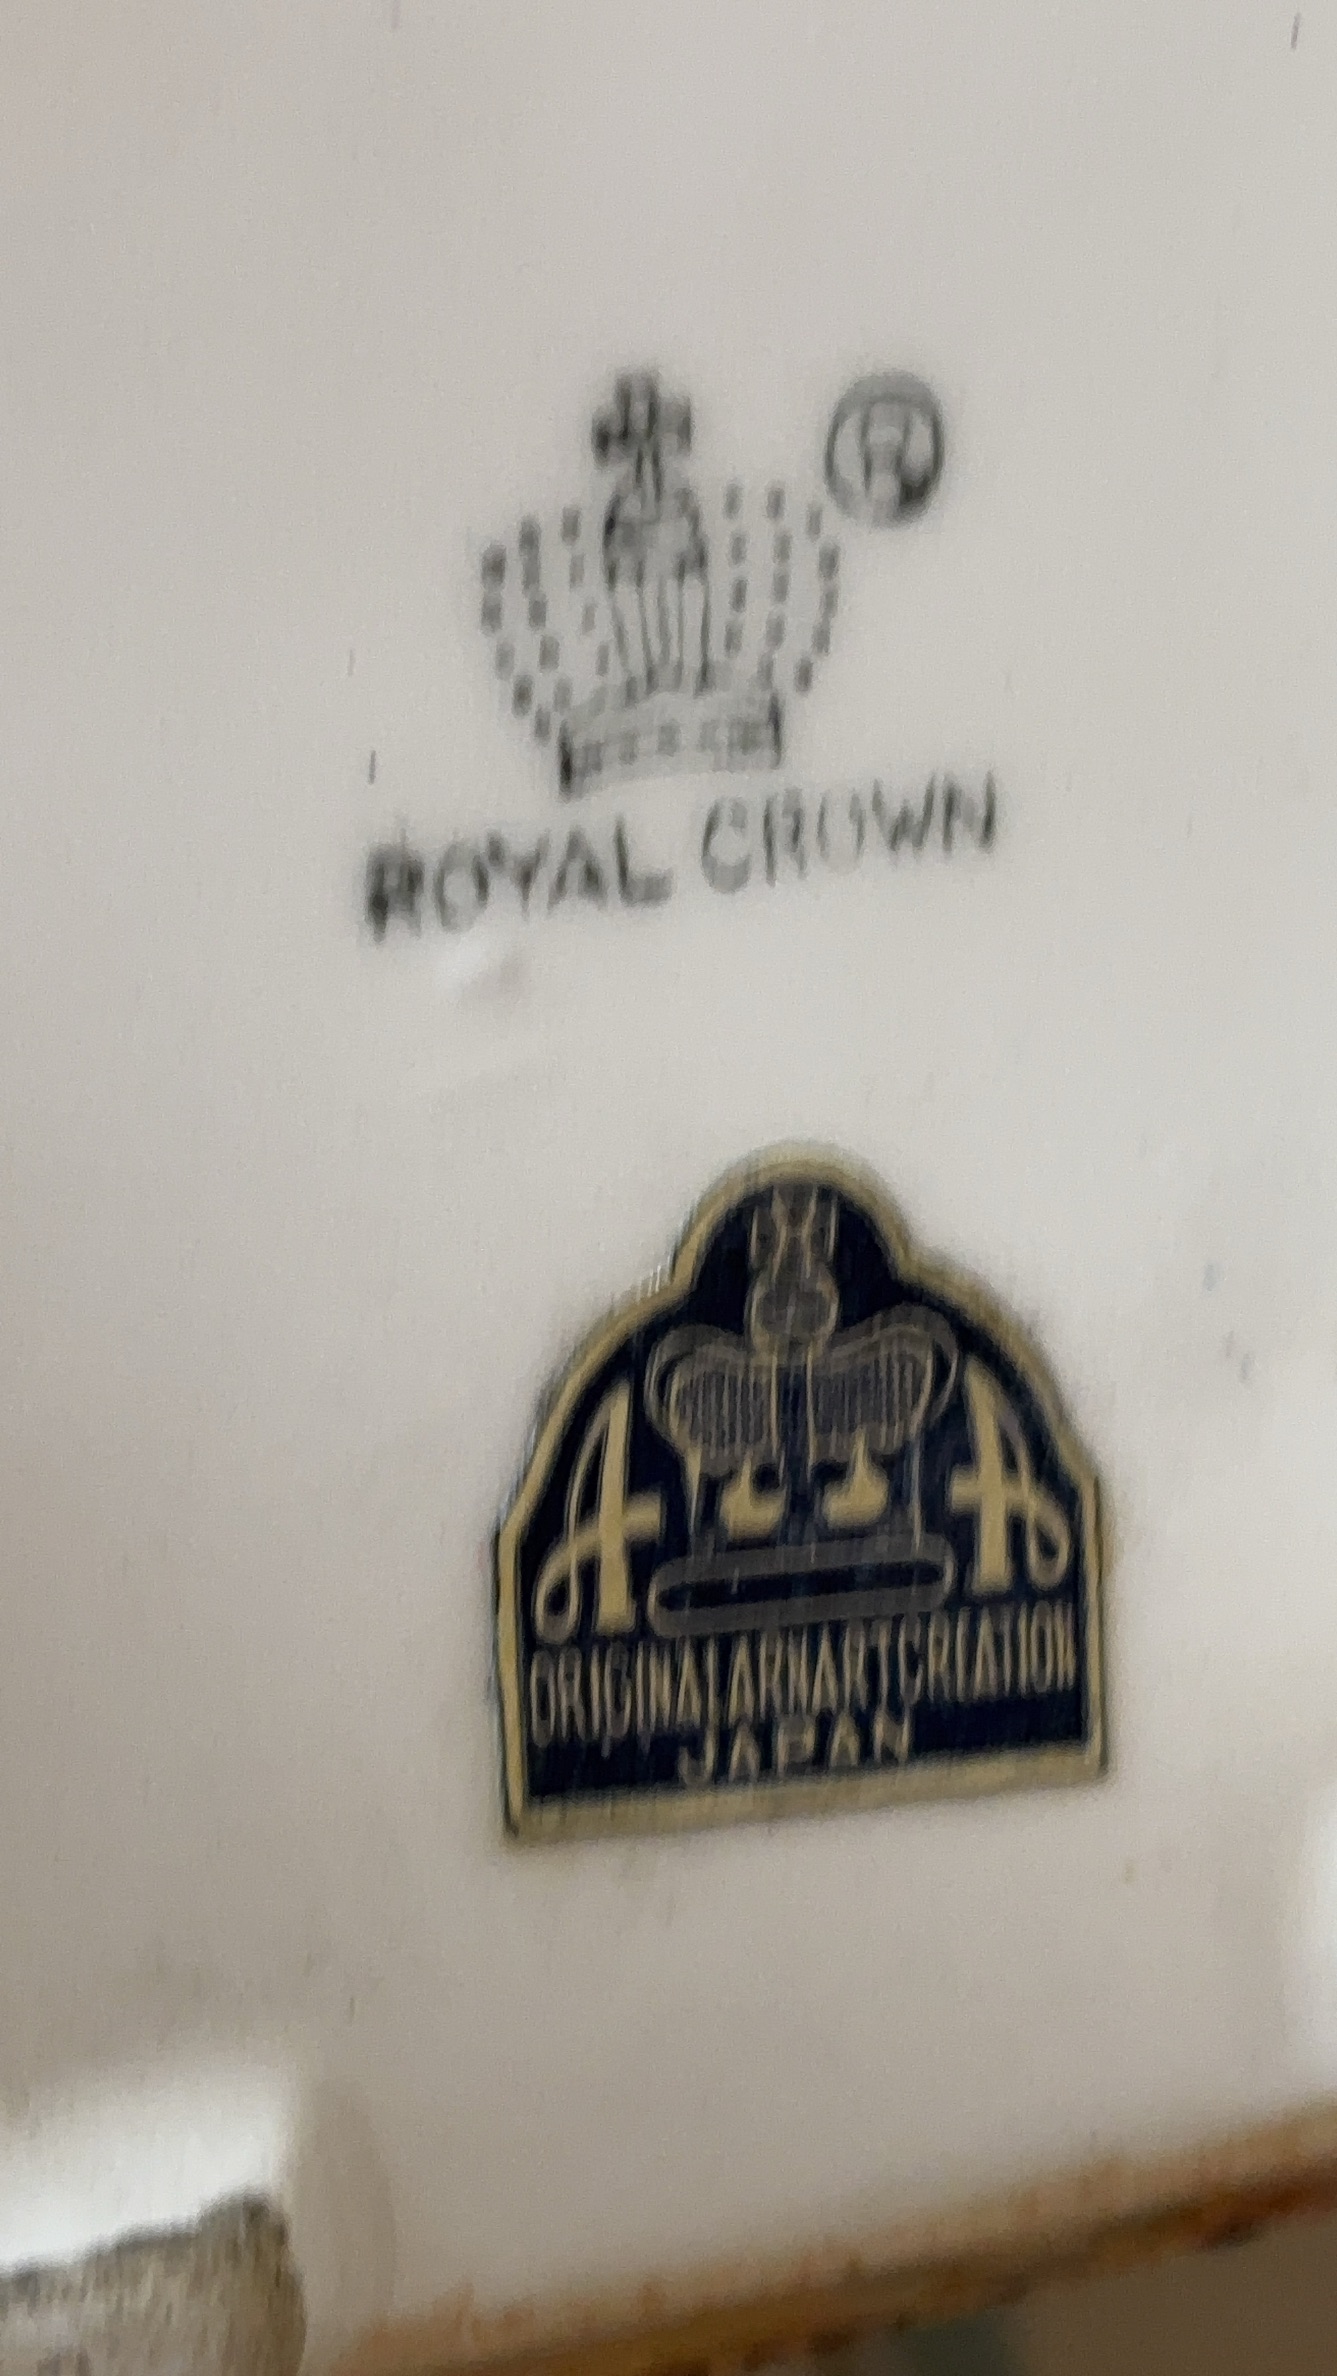 ®
ROYAL CROWN
A A
ORIGINAL ARNART CREATION
JAPAN